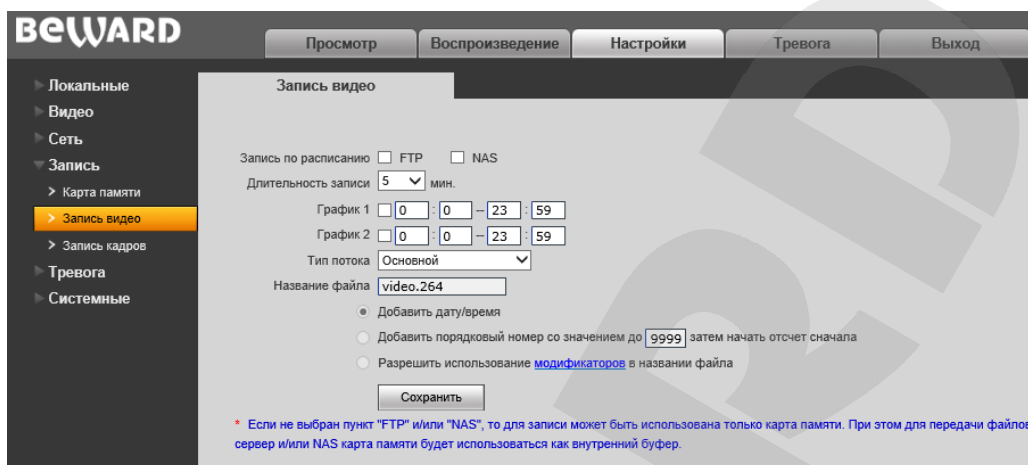 BEWARD
Просмотр Воспроизведение Настройки Тревога Выход
Локальные
Видео
Сеть
Запись
> Карта памяти
> Запись видео
> Запись кадров
Тревога
Системные
Запись видео
Запись по расписанию FTP NAS
Длительность записи 5 мин.
График 1 0 : 0 -- 23 : 59
График 2 0 : 0 -- 23 : 59
Тип потока Основной
Название файла video.264
Добавить дату/время
Добавить порядковый номер со значением до 9999 затем начать отсчет сначала
Разрешить использование модификаторов в названии файла
Сохранить
* Если не выбран пункт "FTP" и/или "NAS", то для записи может быть использована только карта памяти. При этом для передачи файлов
сервер и/или NAS карта памяти будет использоваться как внутренний буфер.